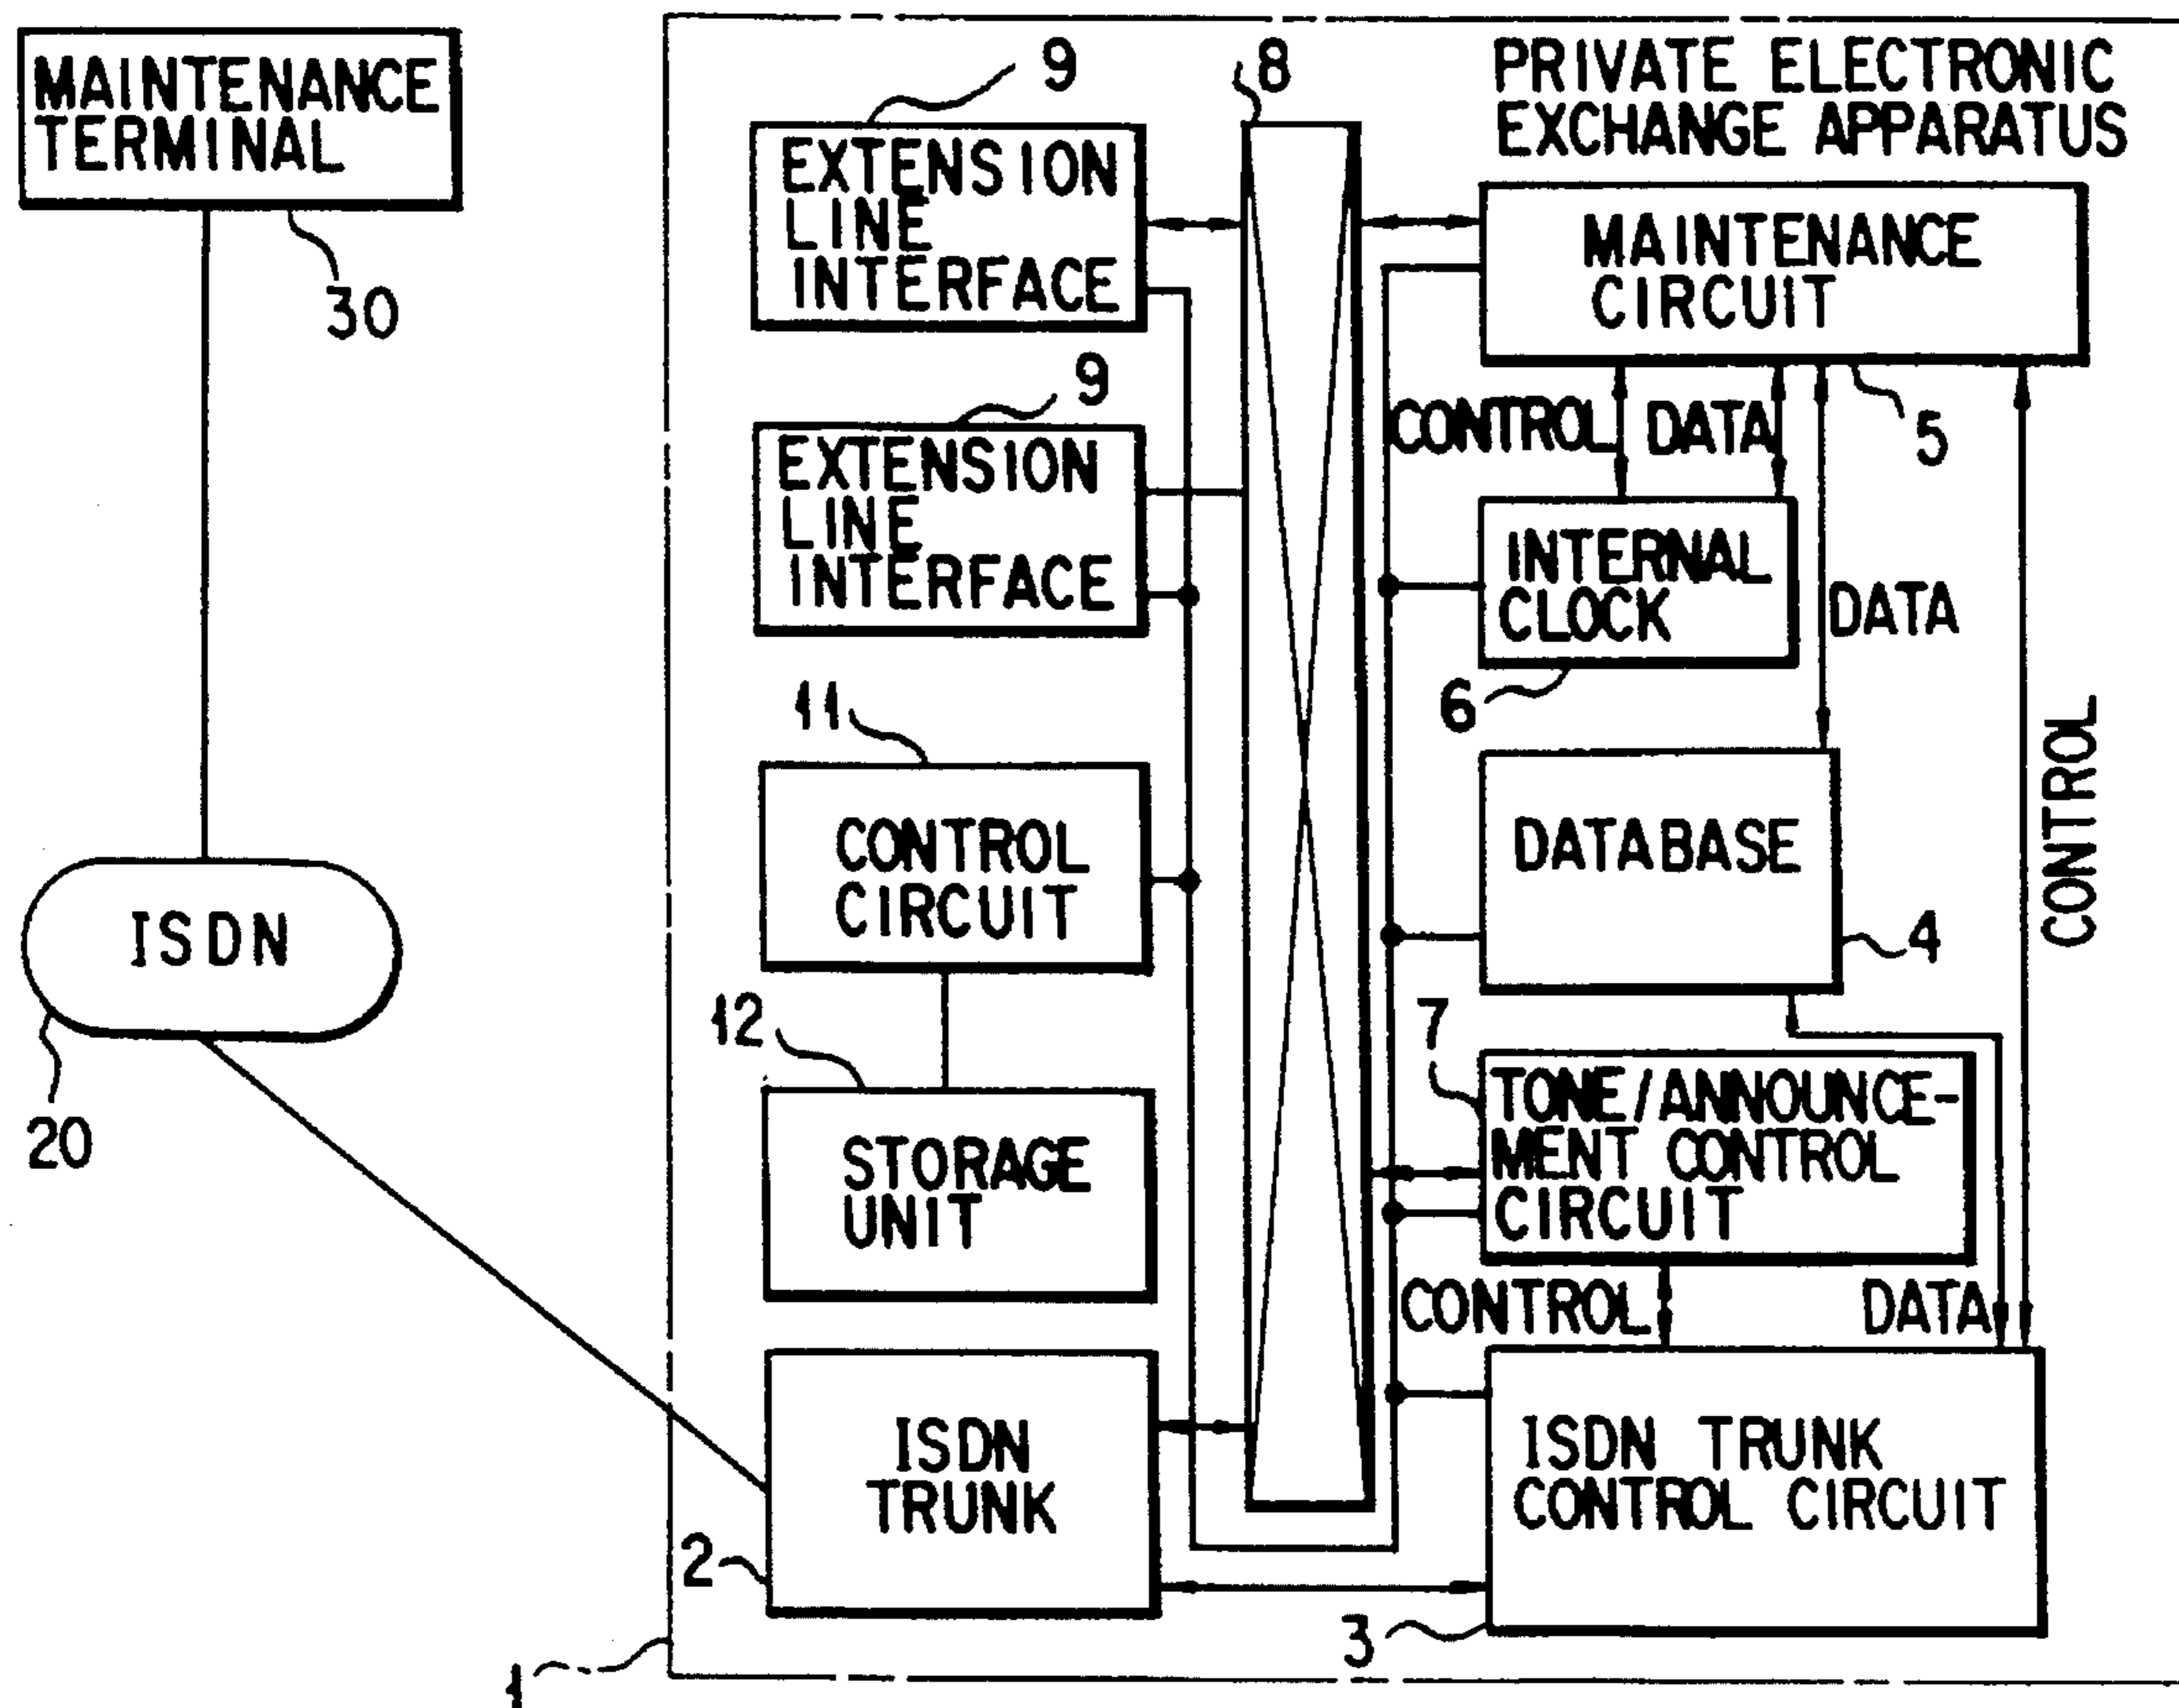 MAINTENANCE
TERMINAL
30
ISDN
20
1
PRIVATE ELECTRONIC
EXCHANGE APPARATUS
9
EXTENSION
LINE
INTERFACE
9
EXTENSION
LINE
INTERFACE
11
CONTROL
CIRCUIT
12
STORAGE
UNIT
ISDN
TRUNK
2
8
MAINTENANCE
CIRCUIT
5
CONTROL
DATA
INTERNAL
CLOCK
6
DATA
CONTROL
DATABASE
4
7
TONE/ANNOUNCE-
MENT CONTROL
CIRCUIT
CONTROL
DATA
ISDN TRUNK
CONTROL CIRCUIT
3